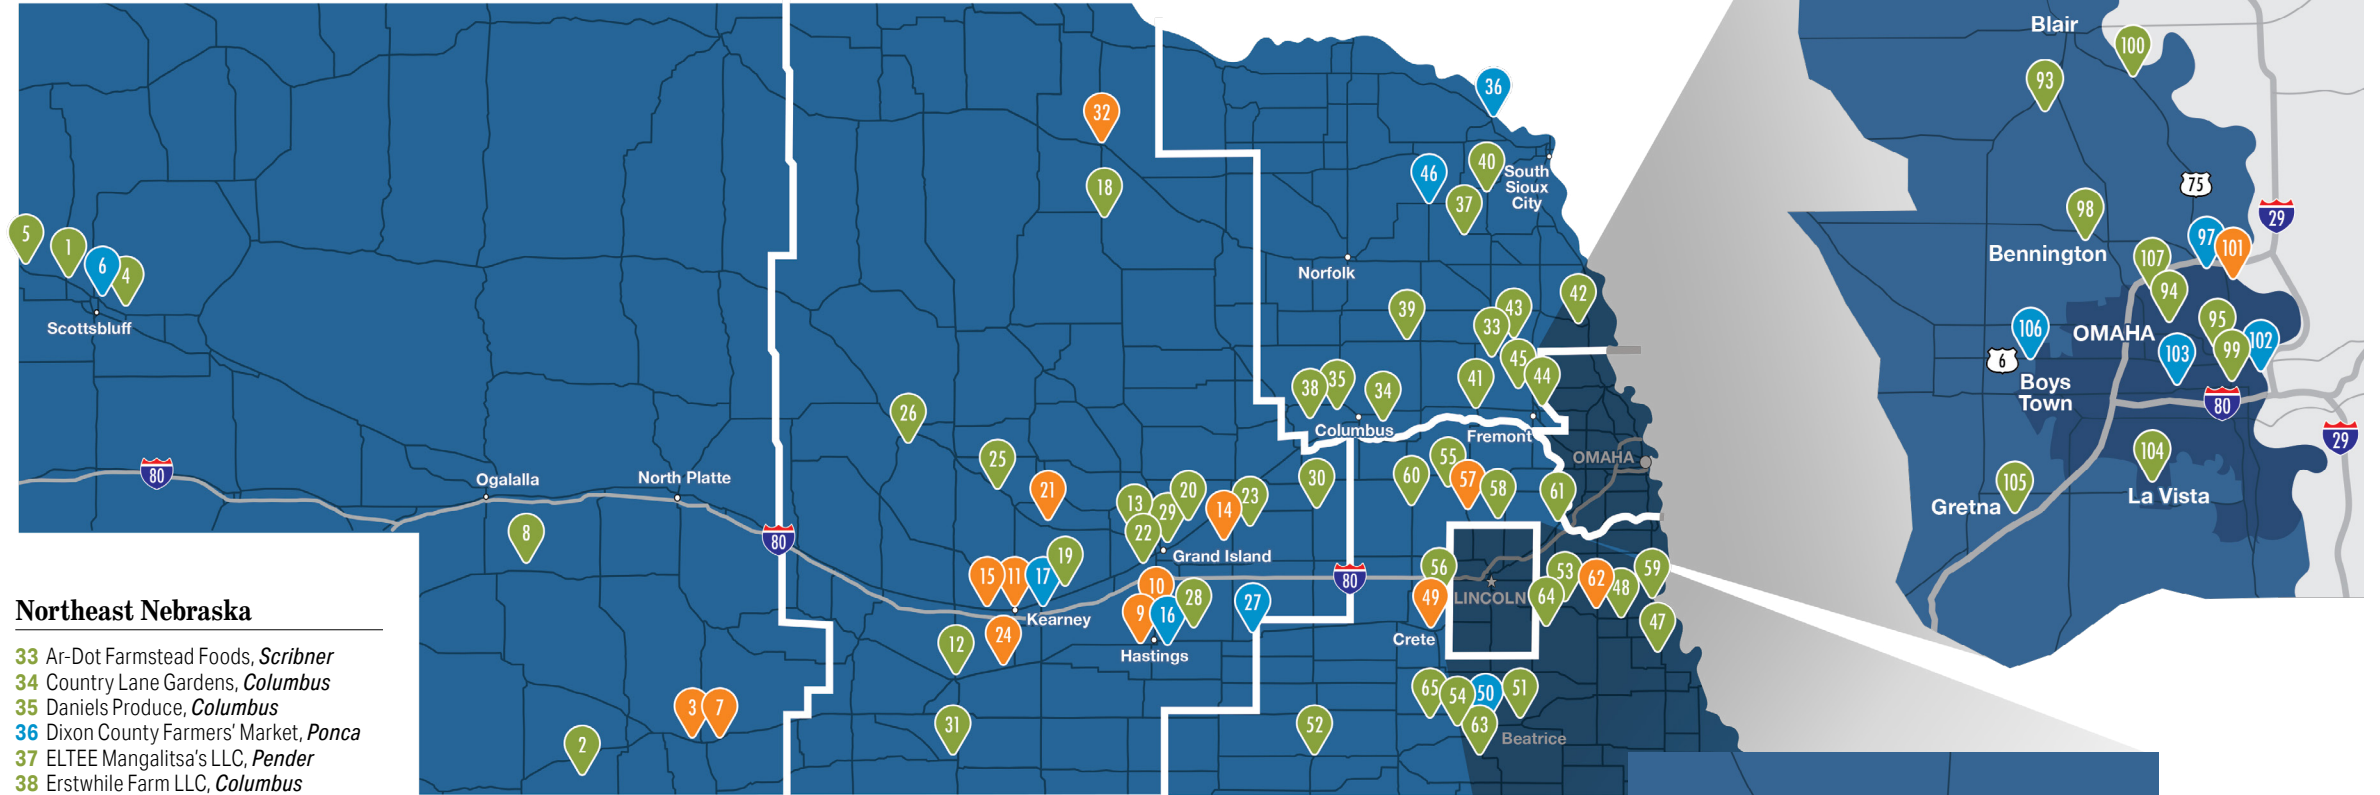 Blair
100
93
36
32
46
40
South
Sioux
City
18
37
75
98
29
97
101
5
1
6
4
Bennington
107
Norfolk
94
42
39
43
33
Scottsbluff
106
OMAHA
95
102
103
99
6
45
Boys
Town
38
35
34
41
44
80
26
Columbus
Fremont
29
OMAHA
55
104
25
80
Ogalalla
North Platte
60
57
58
61
30
105
La Vista
21
13
20
29
14
23
Gretna
8
22
80
Grand Island
19
15
11
17
10
28
80
56
53
62
48
59
9
16
27
49
LINCOLN
64
47
Kearney
12
24
Crete
Hastings
65
54
50
51
3
7
31
52
63
Beatrice
2
Northeast Nebraska
33 Ar-Dot Farmstead Foods, Scribner
34 Country Lane Gardens, Columbus
35 Daniels Produce, Columbus
36 Dixon County Farmers' Market, Ponca
37 ELTEE Mangalitsa's LLC, Pender
38 Erstwhile Farm LLC, Columbus